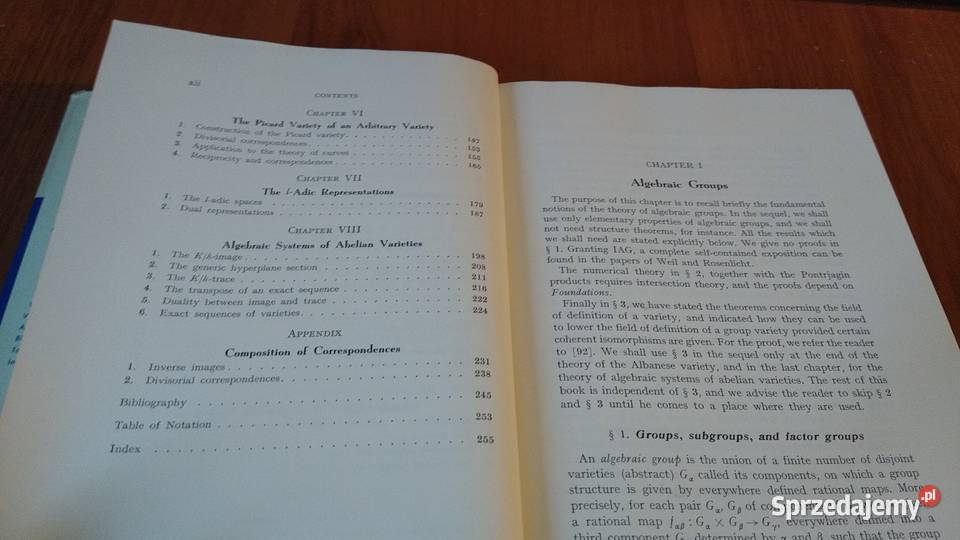 xii
CONTENTS
CHAPTER VI
The Picard Variety of an Arbitrary Variety
1. Construction of the Picard variety. . . . . . . . . . 147
2. Divisorial correspondences. . . . . . . . . . 153
3. Application to the theory of curves . . . . . . . . . . 155
4. Reciprocity and correspondences. . . . . . . . . . 165
CHAPTER VII
The l-Adic Representations
1. The l-adic spaces . . . . . . . . . . 179
2. Dual representations . . . . . . . . . . 187
CHAPTER VIII
Algebraic Systems of Abelian Varieties
1. The K/k-image . . . . . . . . . . 198
2. The generic hyperplane section . . . . . . . . . . 208
3. The K/k-trace . . . . . . . . . . 211
4. The transpose of an exact sequence . . . . . . . . . . 216
5. Duality between image and trace . . . . . . . . . . 222
6. Exact sequences of varieties. . . . . . . . . . 224
APPENDIX
Composition of Correspondences
1. Inverse images . . . . . . . . . . 231
2. Divisorial correspondences. . . . . . . . . . 238
Bibliography . . . . . . . . . . 245
Table of Notation . . . . . . . . . . 253
Index . . . . . . . . . . 255
CHAPTER I
Algebraic Groups
The purpose of this chapter is to recall briefly the fundamental
notions of the theory of algebraic groups. In the sequel, we shall
use only elementary properties of algebraic groups, and we shall
not need structure theorems, for instance. All the results which
we shall need are stated explicitly below. We give no proofs in
§ 1. Granting IAG, a complete self-contained exposition can be
found in the papers of Weil and Rosenlicht.
The numerical theory in § 2, together with the Pontrjagin
products requires intersection theory, and the proofs depend on
Foundations.
Finally in § 3, we have stated the theorems concerning the field
of definition of a variety, and indicated how they can be used
to lower the field of definition of a group variety provided certain
coherent isomorphisms are given. For the proof, we refer the reader
to [92]. We shall use § 3 in the sequel only at the end of the
theory of the Albanese variety, and in the last chapter, for the
theory of algebraic systems of abelian varieties. The rest of this
book is independent of § 3, and we advise the reader to skip § 2
and § 3 until he comes to a place where they are used.
§ 1. Groups, subgroups, and factor groups
An algebraic group is the union of a finite number of disjoint
varieties (abstract) Gα called its components, on which a group
structure is given by everywhere defined rational maps. More
precisely, for each pair Gα, Gβ of
a rational map fαβ : Gα × Gβ → Gγ, everywhere defined into a
third component Gγ determined by α and β, such that the group
Sprzedajemy.pl